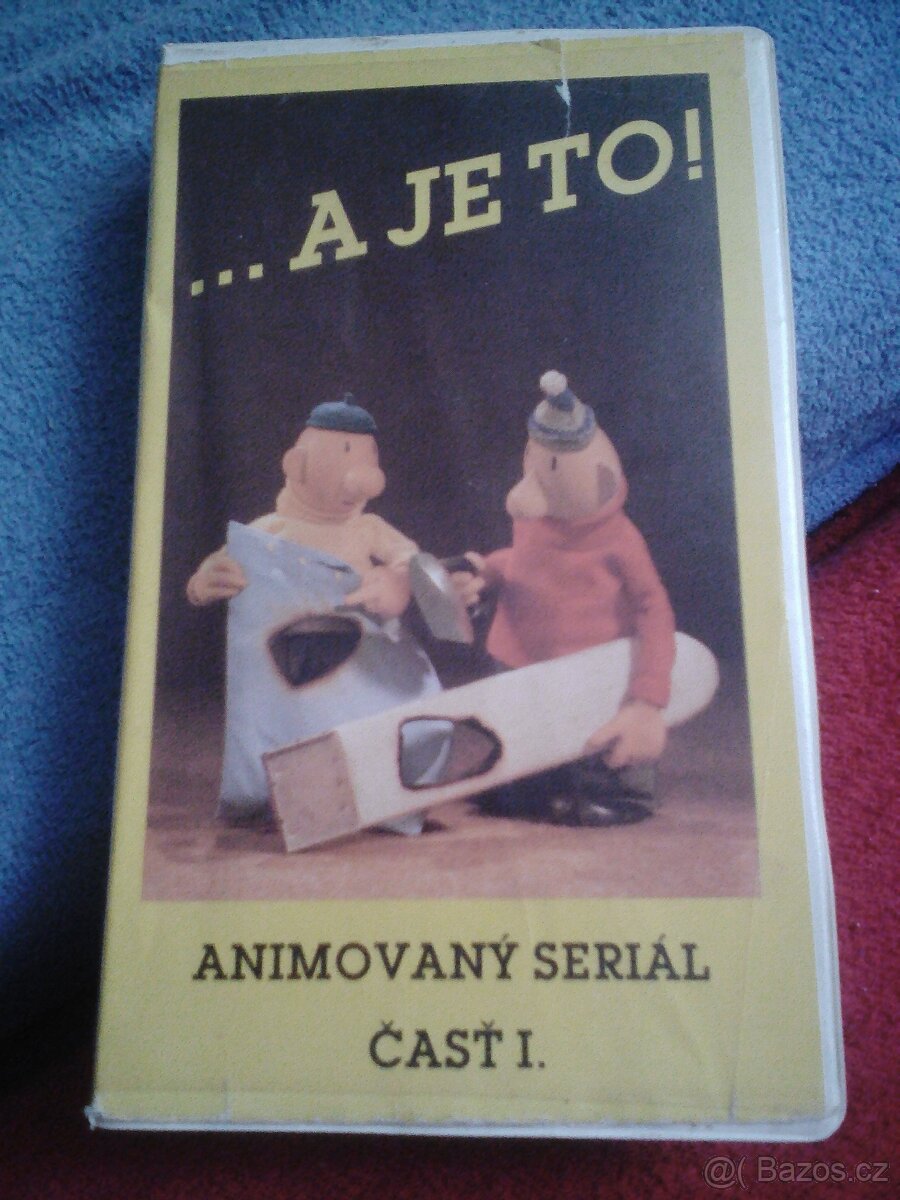 ... A JE TO!
ANIMOVANÝ SERIÁL
ČASŤ I.
@( Bazos.cz